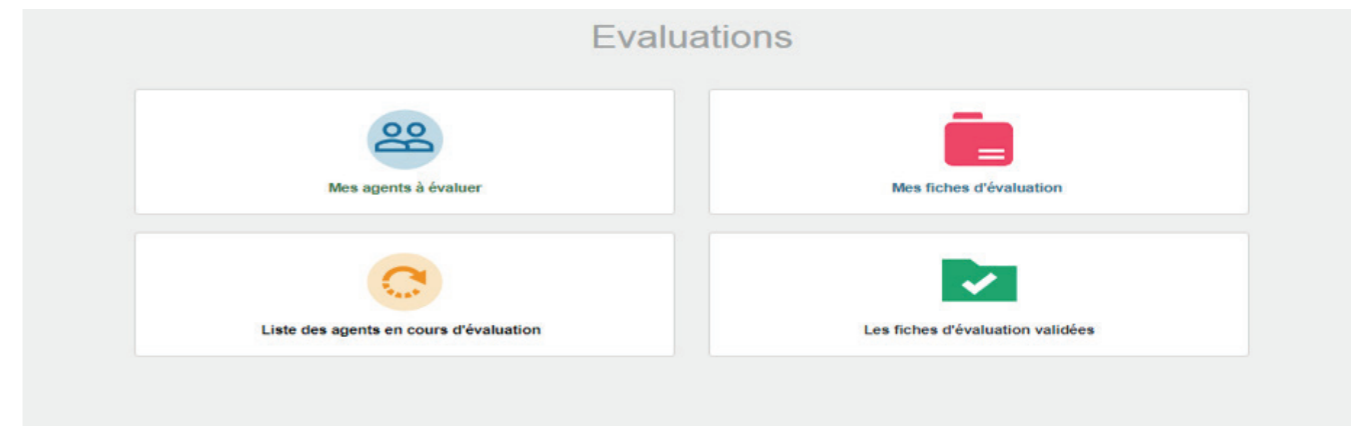 Evaluations
Mes agents à évaluer
Mes fiches d'évaluation
Liste des agents en cours d'évaluation
Les fiches d'évaluation validées